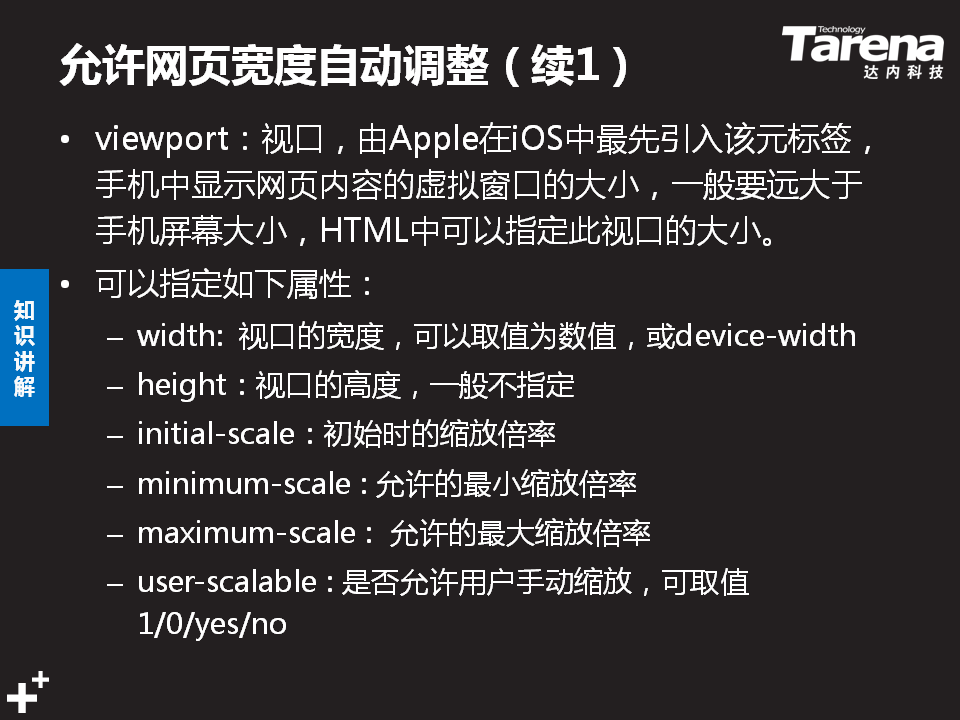 允许网页宽度自动调整（续1）
Technology
Tarena
达内科技
• viewport：视口，由Apple在iOS中最先引入该元标签，
手机中显示网页内容的虚拟窗口的大小，一般要远大于
手机屏幕大小，HTML中可以指定此视口的大小。
• 可以指定如下属性：
– width: 视口的宽度，可以取值为数值，或device-width
– height：视口的高度，一般不指定
– initial-scale：初始时的缩放倍率
– minimum-scale：允许的最小缩放倍率
– maximum-scale： 允许的最大缩放倍率
– user-scalable：是否允许用户手动缩放，可取值
1/0/yes/no
知
识
讲
解